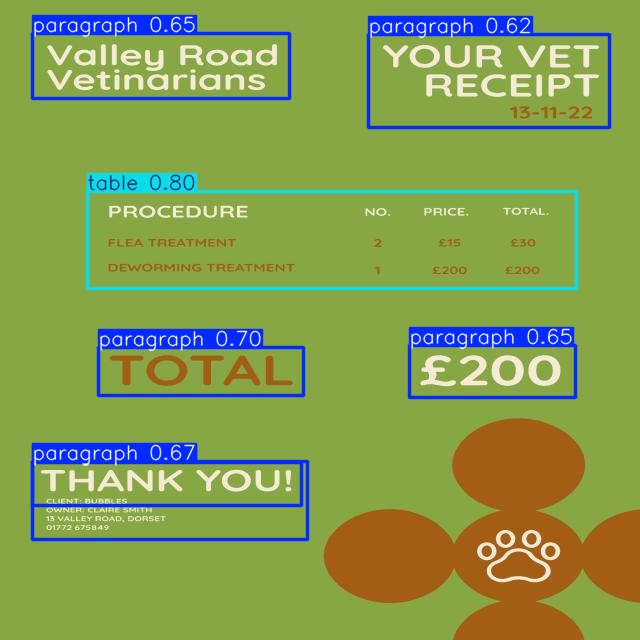 paragraph 0.65
Valley Road
Vetinarians
paragraph 0.62
YOUR VET
RECEIPT
13-11-22
table 0.80
PROCEDURE NO. PRICE. TOTAL.
FLEA TREATMENT 2 £15 £30
DEWORMING TREATMENT 1 £200 £200
paragraph 0.70
TOTAL
paragraph 0.65
£200
paragraph 0.67
THANK YOU!
CLIENT: BUBBLES
OWNER: CLAIRE SMITH
13 VALLEY ROAD, DORSET
01772 675849